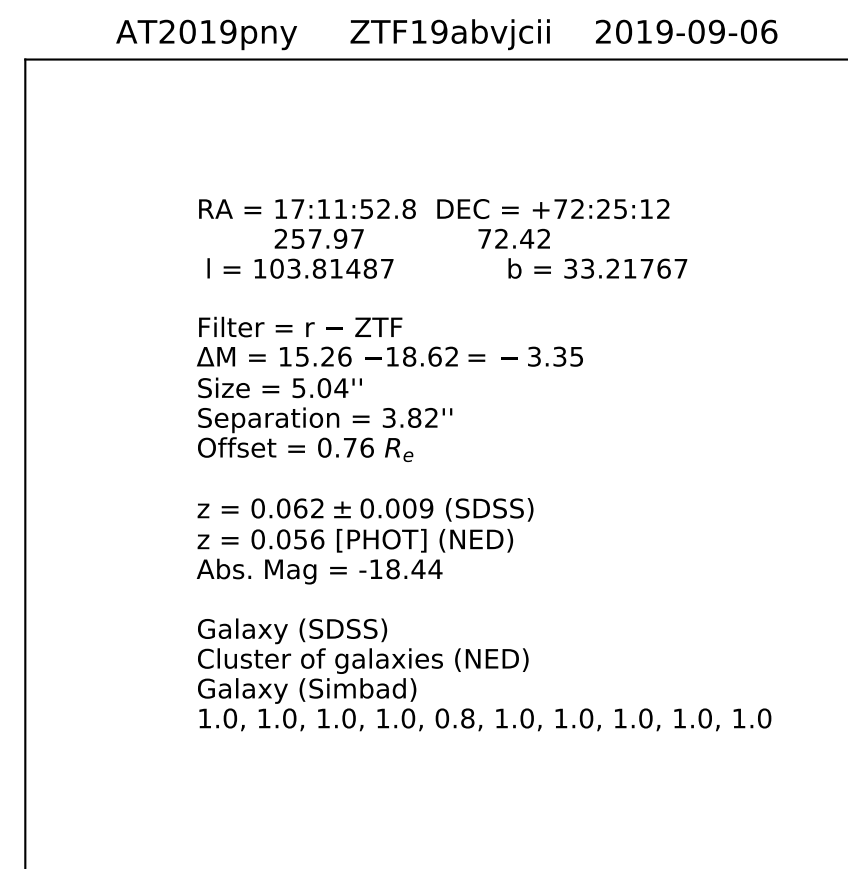 AT2019pny ZTF19abvjcii 2019-09-06
RA = 17:11:52.8 DEC = +72:25:12
257.97 72.42
l = 103.81487 b = 33.21767
Filter = r − ZTF
ΔM = 15.26 −18.62 = − 3.35
Size = 5.04''
Separation = 3.82''
Offset = 0.76 Rₑ
z = 0.062 ± 0.009 (SDSS)
z = 0.056 [PHOT] (NED)
Abs. Mag = -18.44
Galaxy (SDSS)
Cluster of galaxies (NED)
Galaxy (Simbad)
1.0, 1.0, 1.0, 1.0, 0.8, 1.0, 1.0, 1.0, 1.0, 1.0